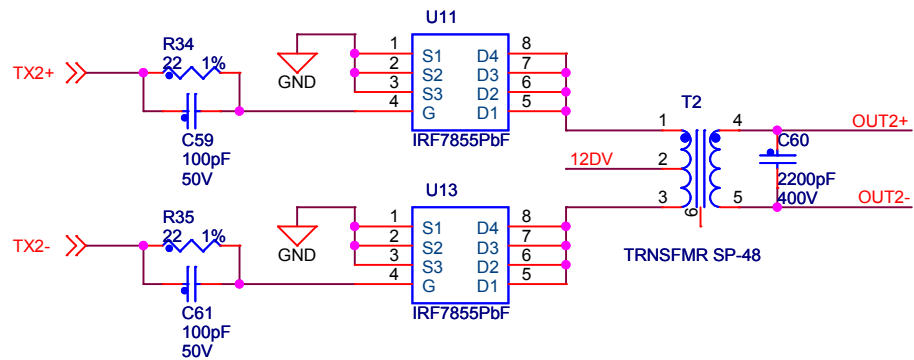 U11
R34
22 1%
TX2+
C59
100pF
50V
GND
1 S1 D4 8
2 S2 D3 7
3 S3 D2 6
4 G D1 5
IRF7855PbF
T2
1 4
12DV 2
3 5
6
OUT2+
C60
2200pF
400V
OUT2-
TRNSFMR SP-48
U13
R35
22 1%
TX2-
C61
100pF
50V
GND
1 S1 D4 8
2 S2 D3 7
3 S3 D2 6
4 G D1 5
IRF7855PbF